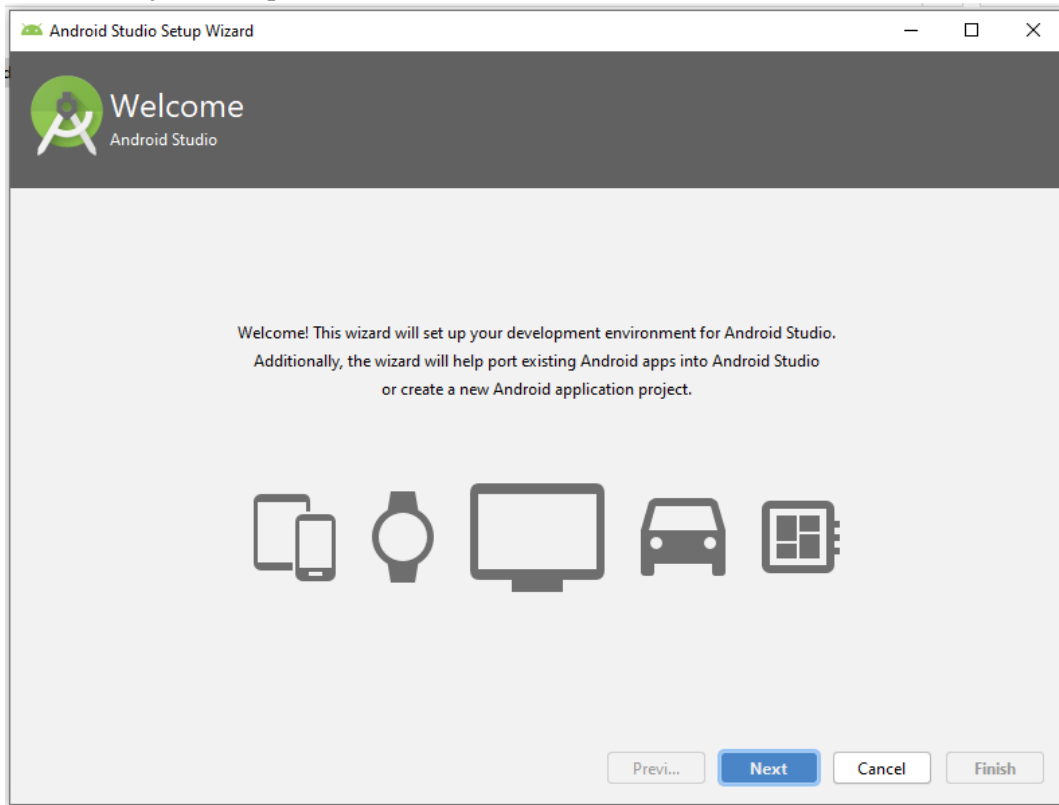 Android Studio Setup Wizard
Welcome
Android Studio
Welcome! This wizard will set up your development environment for Android Studio.
Additionally, the wizard will help port existing Android apps into Android Studio
or create a new Android application project.
Previ... Next Cancel Finish